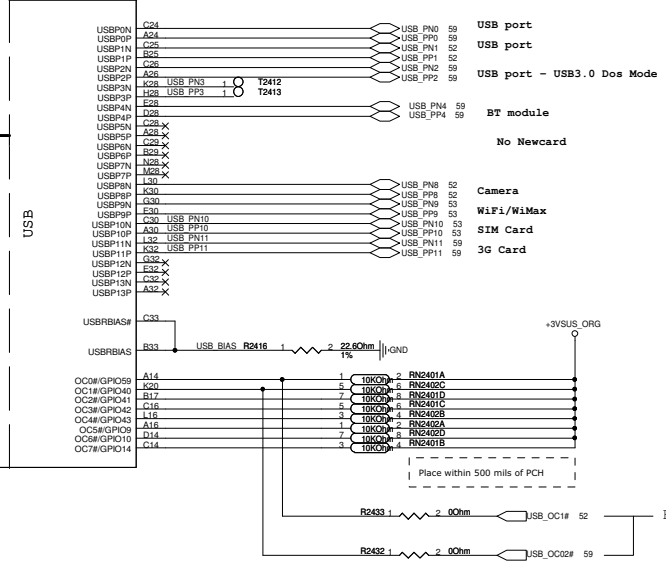 USBP0N C24 USB_PN0 59 USB port
USBP0P A24 USB_PP0 59
USBP1N C25 USB_PN1 52 USB port
USBP1P B25 USB_PP1 52
USBP2N C26 USB_PN2 59
USBP2P A26 USB_PP2 59 USB port - USB3.0 Dos Mode
USBP3N K28 USB_PN3 1 T2412
USBP3P H28 USB_PP3 1 T2413
USBP4N E28 USB_PN4 59
USBP4P D28 USB_PP4 59 BT module
USBP5N C28
USBP5P A28
USBP6N C29 No Newcard
USBP6P B29
USBP7N N28
USBP7P M28
USBP8N L30 USB_PN8 52
USBP8P K30 USB_PP8 52 Camera
USBP9N G30 USB_PN9 53
USBP9P E30 USB_PP9 53 WiFi/WiMax
USBP10N C30 USB_PN10 USB_PN10 53
USBP10P A30 USB_PP10 USB_PP10 53 SIM Card
USBP11N L32 USB_PN11 USB_PN11 59
USBP11P K32 USB_PP11 USB_PP11 59 3G Card
USBP12N G32
USBP12P E32
USBP13N C32
USBP13P A32
USB
USBRBIAS# C33
+3VSUS_ORG
USBRBIAS B33 USB_BIAS R2416 1 2 22.6Ohm GND
1%
OC0#/GPIO59 A14 1 10KOhm 2 RN2401A
OC1#/GPIO40 K20 5 10KOhm 6 RN2402C
OC2#/GPIO41 B17 7 10KOhm 8 RN2401D
OC3#/GPIO42 C16 5 10KOhm 6 RN2401C
OC4#/GPIO43 L16 3 10KOhm 4 RN2402B
OC5#/GPIO9 A16 1 10KOhm 2 RN2402A
OC6#/GPIO10 D14 7 10KOhm 8 RN2402D
OC7#/GPIO14 C14 3 10KOhm 4 RN2401B
Place within 500 mils of PCH
R2433 1 2 0Ohm USB_OC1# 52
R2432 1 2 0Ohm USB_OC02# 59